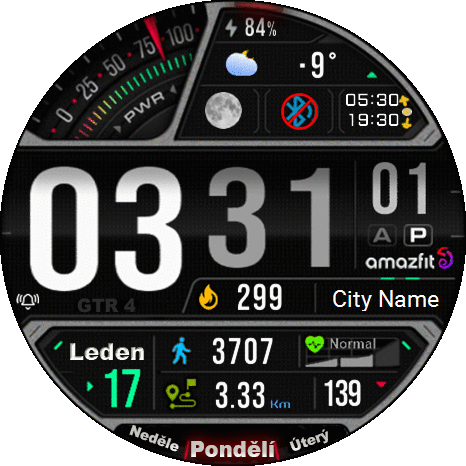 84%
0 25 50 75 100
PWR
-9°
05:30
19:30
03 31 01
A P
amazfit
GTR 4
299 City Name
Leden 3707 Normal
17 3.33 Km 139
Neděle Pondělí Úterý